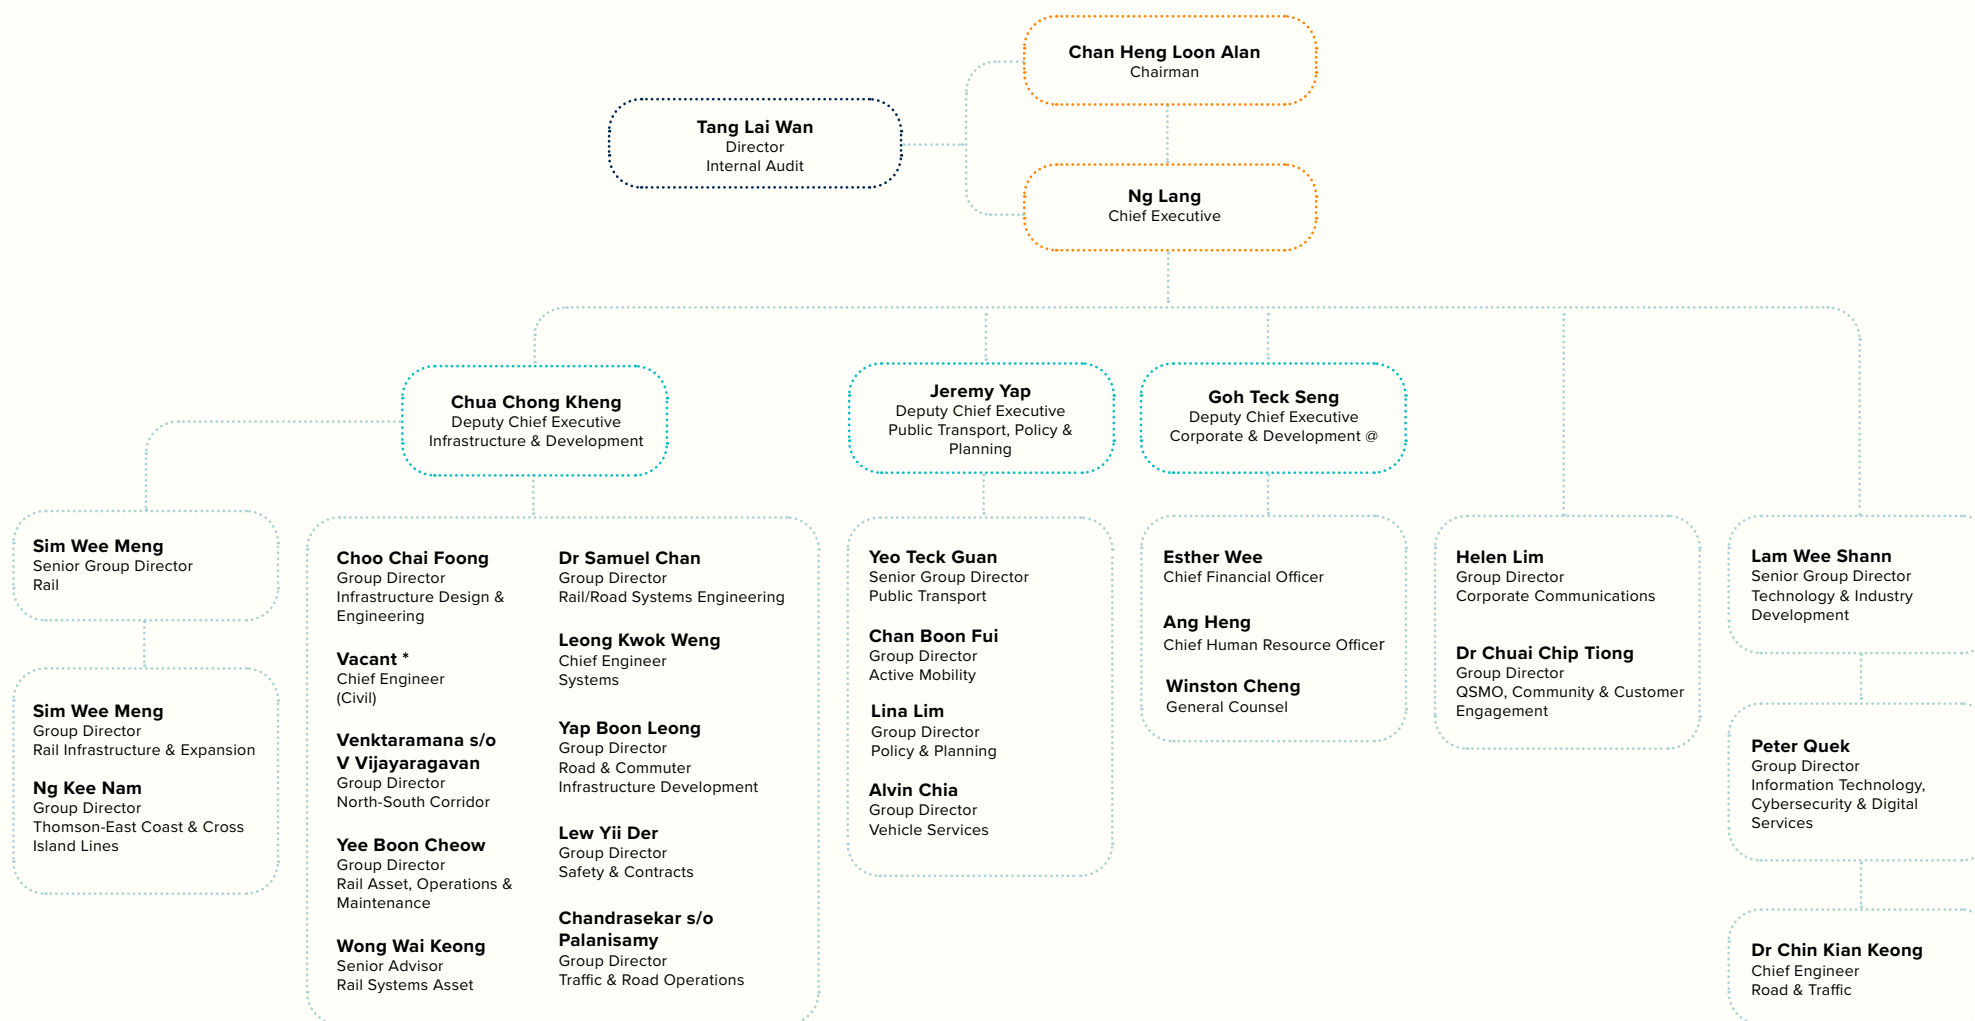 Chan Heng Loon Alan
Chairman
Tang Lai Wan
Director
Internal Audit
Ng Lang
Chief Executive
Chua Chong Kheng
Deputy Chief Executive
Infrastructure & Development
Jeremy Yap
Deputy Chief Executive
Public Transport, Policy &
Planning
Goh Teck Seng
Deputy Chief Executive
Corporate & Development @
Sim Wee Meng
Senior Group Director
Rail
Sim Wee Meng
Group Director
Rail Infrastructure & Expansion
Ng Kee Nam
Group Director
Thomson-East Coast & Cross
Island Lines
Choo Chai Foong
Group Director
Infrastructure Design &
Engineering
Vacant *
Chief Engineer
(Civil)
Venktaramana s/o
V Vijayaragavan
Group Director
North-South Corridor
Yee Boon Cheow
Group Director
Rail Asset, Operations &
Maintenance
Wong Wai Keong
Senior Advisor
Rail Systems Asset
Dr Samuel Chan
Group Director
Rail/Road Systems Engineering
Leong Kwok Weng
Chief Engineer
Systems
Yap Boon Leong
Group Director
Road & Commuter
Infrastructure Development
Lew Yii Der
Group Director
Safety & Contracts
Chandrasekar s/o
Palanisamy
Group Director
Traffic & Road Operations
Yeo Teck Guan
Senior Group Director
Public Transport
Chan Boon Fui
Group Director
Active Mobility
Lina Lim
Group Director
Policy & Planning
Alvin Chia
Group Director
Vehicle Services
Esther Wee
Chief Financial Officer
Ang Heng
Chief Human Resource Officer
Winston Cheng
General Counsel
Helen Lim
Group Director
Corporate Communications
Dr Chuai Chip Tiong
Group Director
QSMO, Community & Customer
Engagement
Lam Wee Shann
Senior Group Director
Technology & Industry
Development
Peter Quek
Group Director
Information Technology,
Cybersecurity & Digital
Services
Dr Chin Kian Keong
Chief Engineer
Road & Traffic